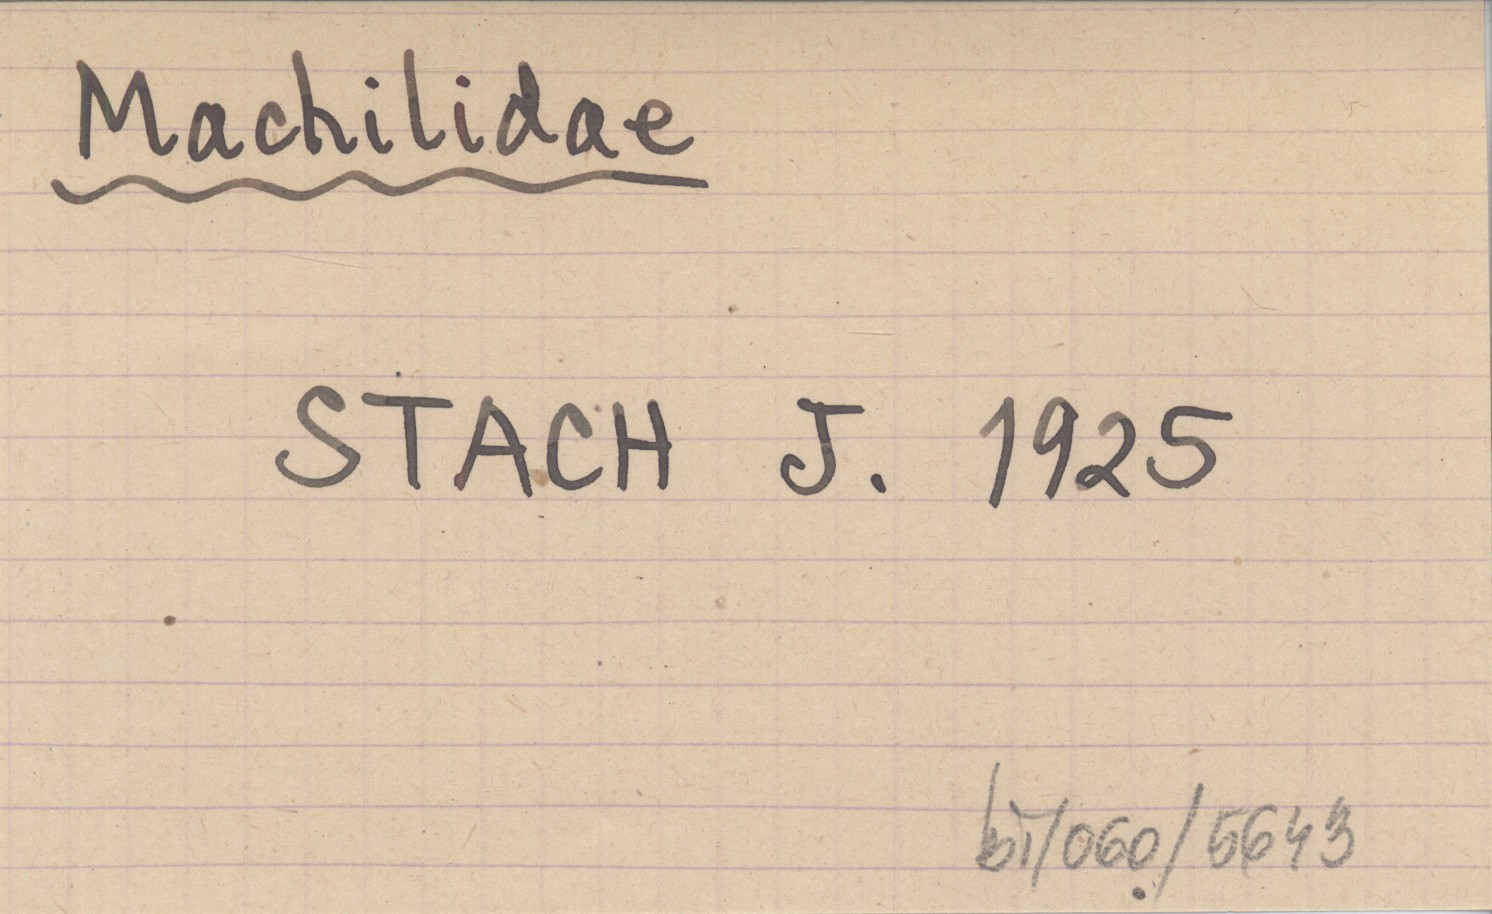 Machilidae
STACH J. 1925
bi/060/5643